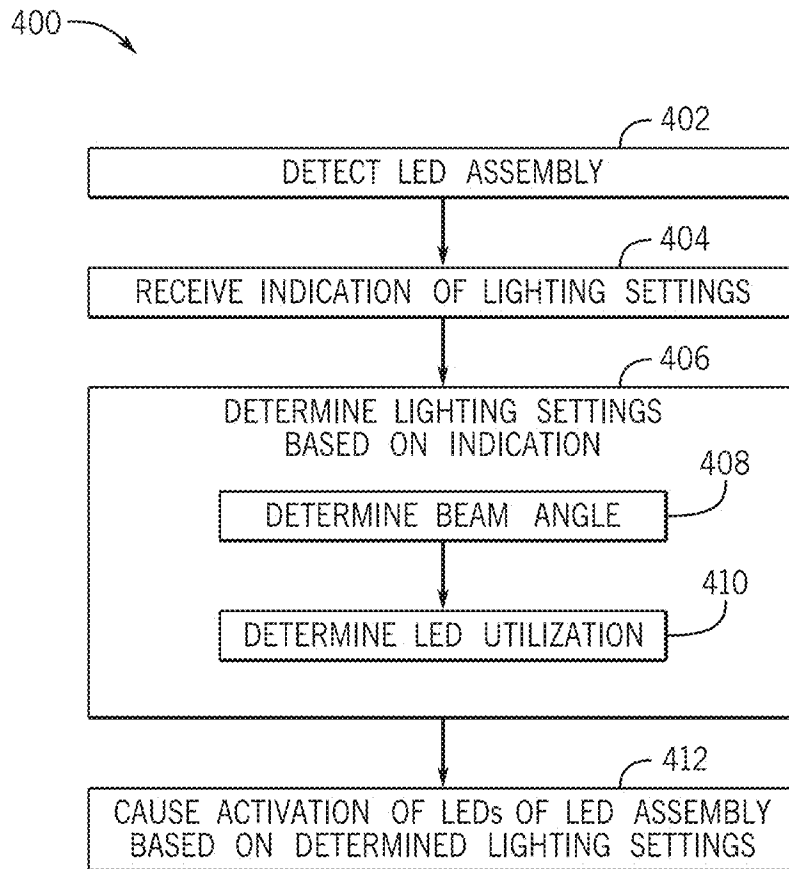 400
402
DETECT LED ASSEMBLY
404
RECEIVE INDICATION OF LIGHTING SETTINGS
406
DETERMINE LIGHTING SETTINGS
BASED ON INDICATION
408
DETERMINE BEAM ANGLE
410
DETERMINE LED UTILIZATION
412
CAUSE ACTIVATION OF LEDs OF LED ASSEMBLY
BASED ON DETERMINED LIGHTING SETTINGS